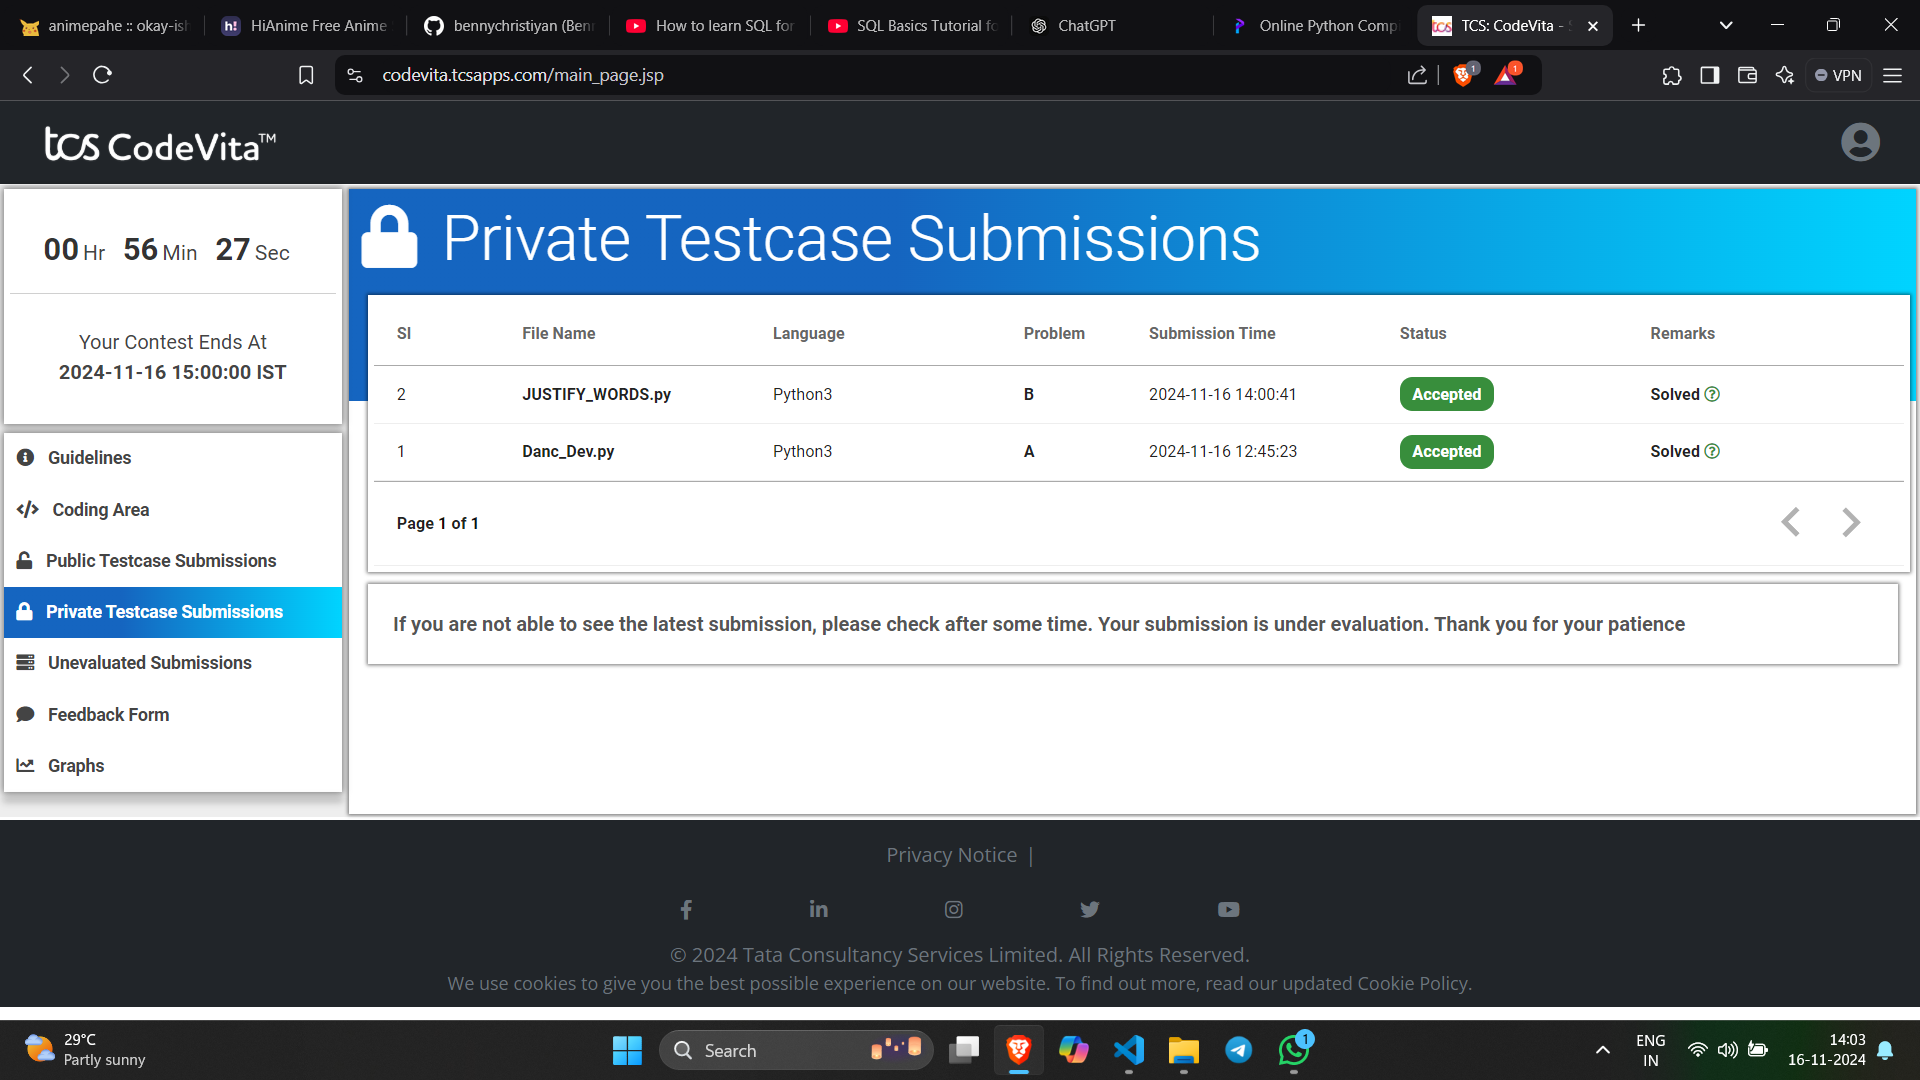 animepahe :: okay-ish
HiAnime Free Anime
bennychristiyan (Benn
How to learn SQL for
SQL Basics Tutorial fo
ChatGPT
Online Python Comp
TCS: CodeVita - S
codevita.tcsapps.com/main_page.jsp
1
1
VPN
tcs CodeVita™
00 Hr 56 Min 27 Sec
Your Contest Ends At
2024-11-16 15:00:00 IST
Guidelines
Coding Area
Public Testcase Submissions
Private Testcase Submissions
Unevaluated Submissions
Feedback Form
Graphs
Private Testcase Submissions
Sl File Name Language Problem Submission Time Status Remarks
2 JUSTIFY_WORDS.py Python3 B 2024-11-16 14:00:41 Accepted Solved
1 Danc_Dev.py Python3 A 2024-11-16 12:45:23 Accepted Solved
Page 1 of 1
If you are not able to see the latest submission, please check after some time. Your submission is under evaluation. Thank you for your patience
Privacy Notice |
© 2024 Tata Consultancy Services Limited. All Rights Reserved.
We use cookies to give you the best possible experience on our website. To find out more, read our updated Cookie Policy.
29°C
Partly sunny
Search
1
ENG
IN
14:03
16-11-2024